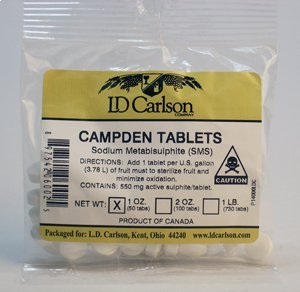 LD Carlson
COMPANY
CAMPDEN TABLETS
Sodium Metabisulphite (SMS)
DIRECTIONS: Add 1 tablet per U.S. gallon
(3.78 L) of fruit must to sterilize fruit and
minimize oxidation.
CONTAINS: 550 mg active sulphite/tablet.
CAUTION
NET WT: X 1 OZ. 2 OZ. 1 LB.
(50 tabs) (100 tabs) (730 tabs)
PRODUCT OF CANADA
Packaged for: L.D. Carlson, Kent, Ohio 44240 www.ldcarlson.com